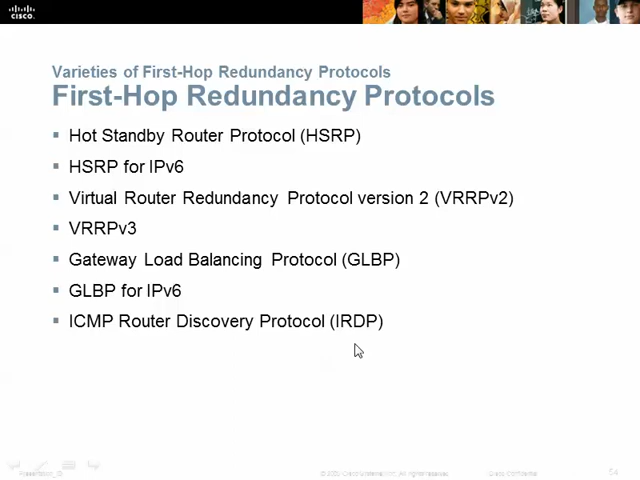 CISCO
Varieties of First-Hop Redundancy Protocols
First-Hop Redundancy Protocols
Hot Standby Router Protocol (HSRP)
HSRP for IPv6
Virtual Router Redundancy Protocol version 2 (VRRPv2)
VRRPv3
Gateway Load Balancing Protocol (GLBP)
GLBP for IPv6
ICMP Router Discovery Protocol (IRDP)
Presentation_ID
Cisco Confidential
54